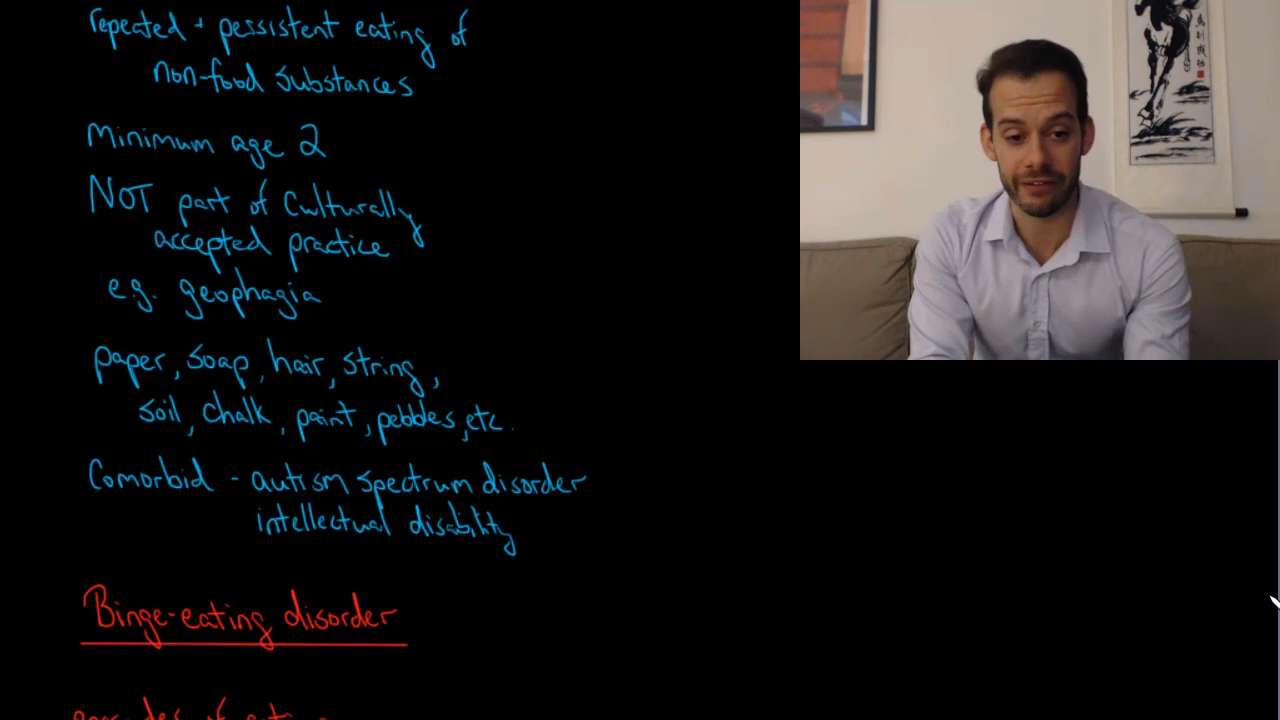 repeated + persistent eating of
non-food substances
Minimum age 2
NOT part of Culturally
accepted practice
e.g. geophagia
paper, soap, hair, string,
soil, chalk, paint, pebbles, etc.
Comorbid - autism spectrum disorder
intellectual disability
Binge-eating disorder